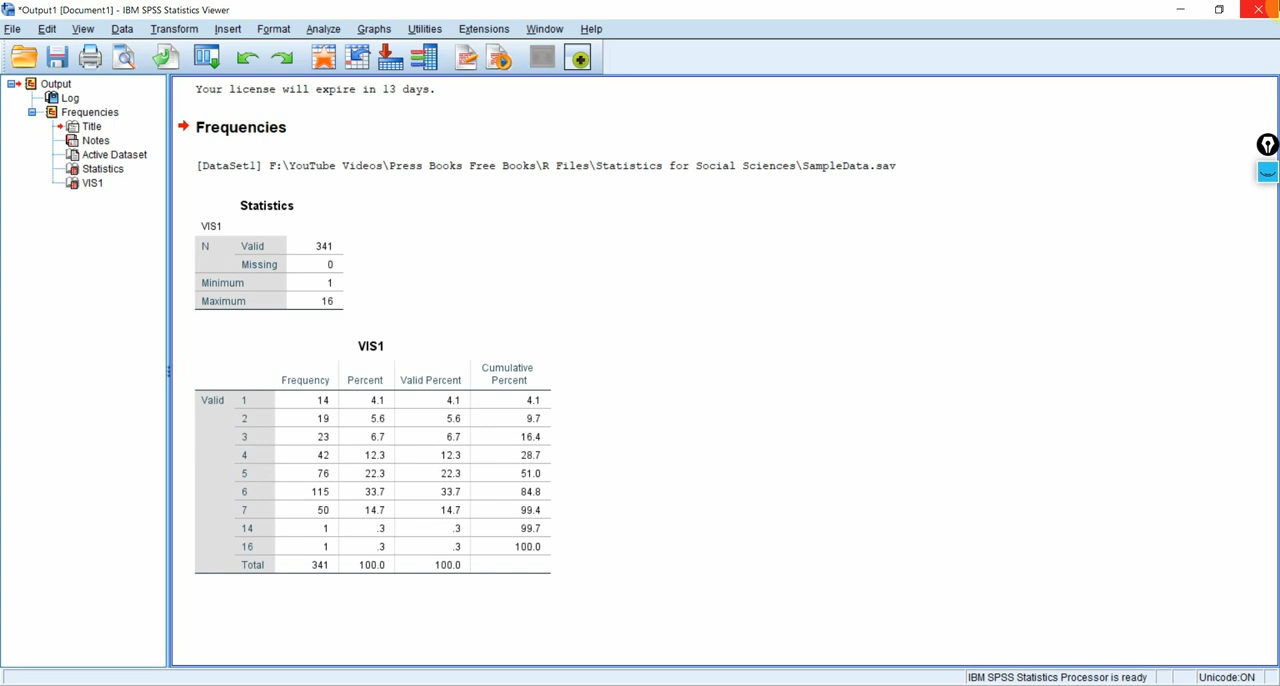 *Output1 [Document1] - IBM SPSS Statistics Viewer
File Edit View Data Transform Insert Format Analyze Graphs Utilities Extensions Window Help
Output
Log
Frequencies
Title
Notes
Active Dataset
Statistics
VIS1
Your license will expire in 13 days.
Frequencies
[DataSet1] F:\YouTube Videos\Press Books Free Books\R Files\Statistics for Social Sciences\SampleData.sav
Statistics
VIS1
N Valid 341
Missing 0
Minimum 1
Maximum 16
VIS1
Frequency Percent Valid Percent Cumulative Percent
Valid 1 14 4.1 4.1 4.1
2 19 5.6 5.6 9.7
3 23 6.7 6.7 16.4
4 42 12.3 12.3 28.7
5 76 22.3 22.3 51.0
6 115 33.7 33.7 84.8
7 50 14.7 14.7 99.4
14 1 .3 .3 99.7
16 1 .3 .3 100.0
Total 341 100.0 100.0
IBM SPSS Statistics Processor is ready Unicode:ON